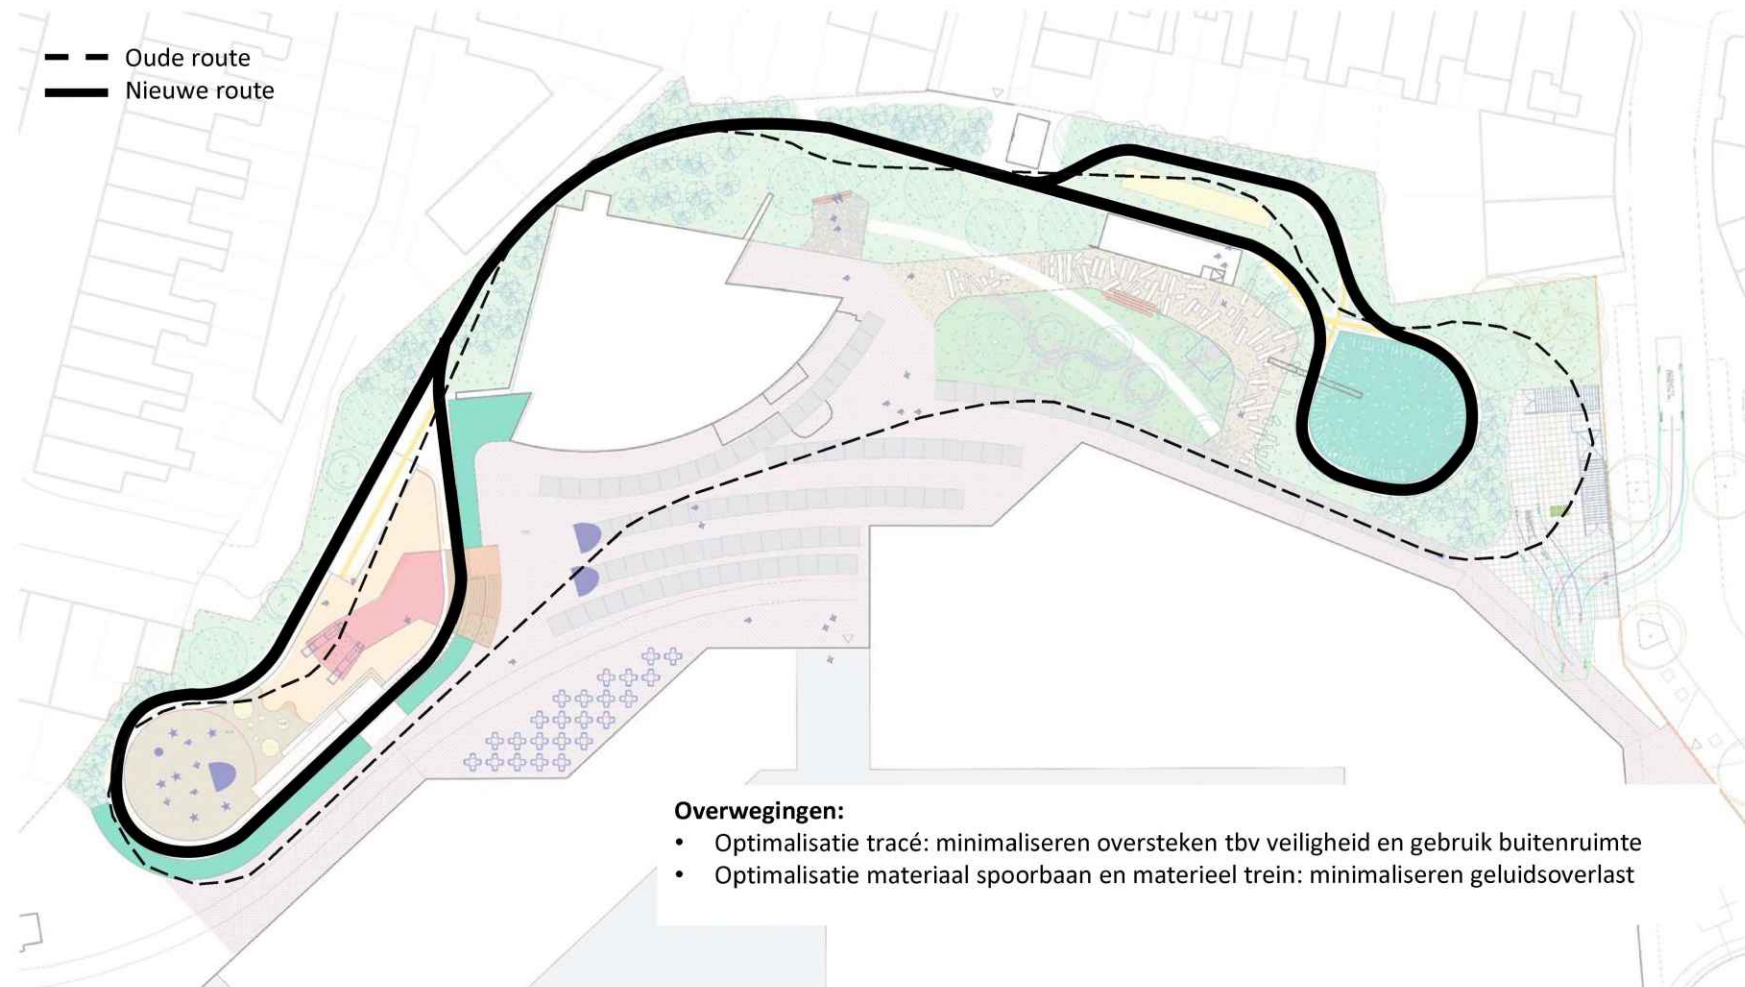 Oude route
Nieuwe route
Overwegingen:
• Optimalisatie tracé: minimaliseren oversteken tbv veiligheid en gebruik buitenruimte
• Optimalisatie materiaal spoorbaan en materieel trein: minimaliseren geluidsoverlast